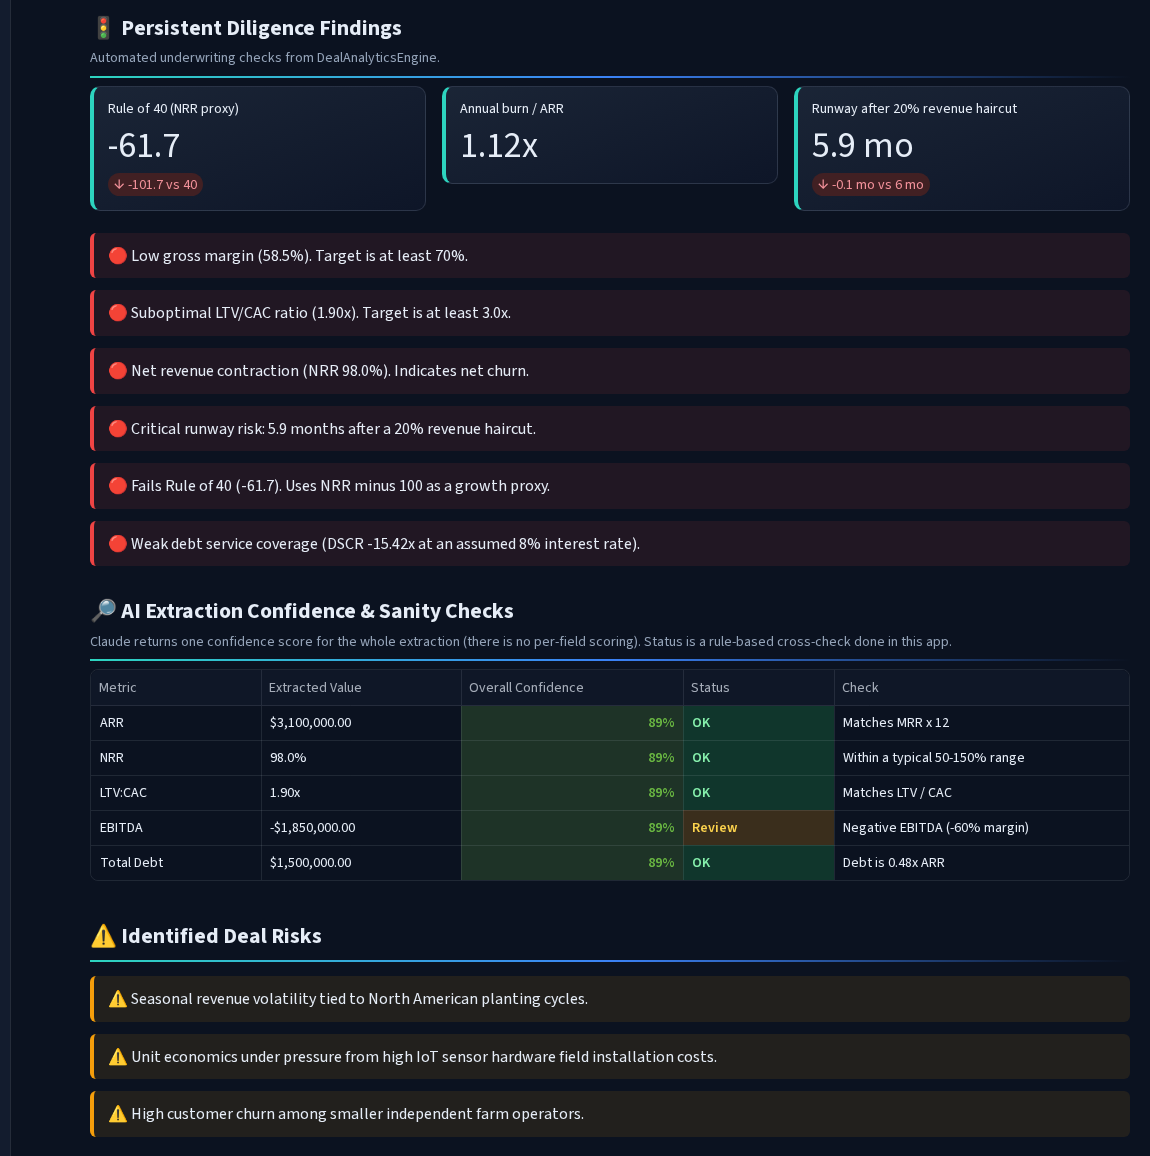 🚦 Persistent Diligence Findings
Automated underwriting checks from DealAnalyticsEngine.
Rule of 40 (NRR proxy)
-61.7
↓ -101.7 vs 40
Annual burn / ARR
1.12x
Runway after 20% revenue haircut
5.9 mo
↓ -0.1 mo vs 6 mo
🔴 Low gross margin (58.5%). Target is at least 70%.
🔴 Suboptimal LTV/CAC ratio (1.90x). Target is at least 3.0x.
🔴 Net revenue contraction (NRR 98.0%). Indicates net churn.
🔴 Critical runway risk: 5.9 months after a 20% revenue haircut.
🔴 Fails Rule of 40 (-61.7). Uses NRR minus 100 as a growth proxy.
🔴 Weak debt service coverage (DSCR -15.42x at an assumed 8% interest rate).
🔎 AI Extraction Confidence & Sanity Checks
Claude returns one confidence score for the whole extraction (there is no per-field scoring). Status is a rule-based cross-check done in this app.
Metric Extracted Value Overall Confidence Status Check
ARR $3,100,000.00 89% OK Matches MRR x 12
NRR 98.0% 89% OK Within a typical 50-150% range
LTV:CAC 1.90x 89% OK Matches LTV / CAC
EBITDA -$1,850,000.00 89% Review Negative EBITDA (-60% margin)
Total Debt $1,500,000.00 89% OK Debt is 0.48x ARR
⚠️ Identified Deal Risks
⚠️ Seasonal revenue volatility tied to North American planting cycles.
⚠️ Unit economics under pressure from high IoT sensor hardware field installation costs.
⚠️ High customer churn among smaller independent farm operators.